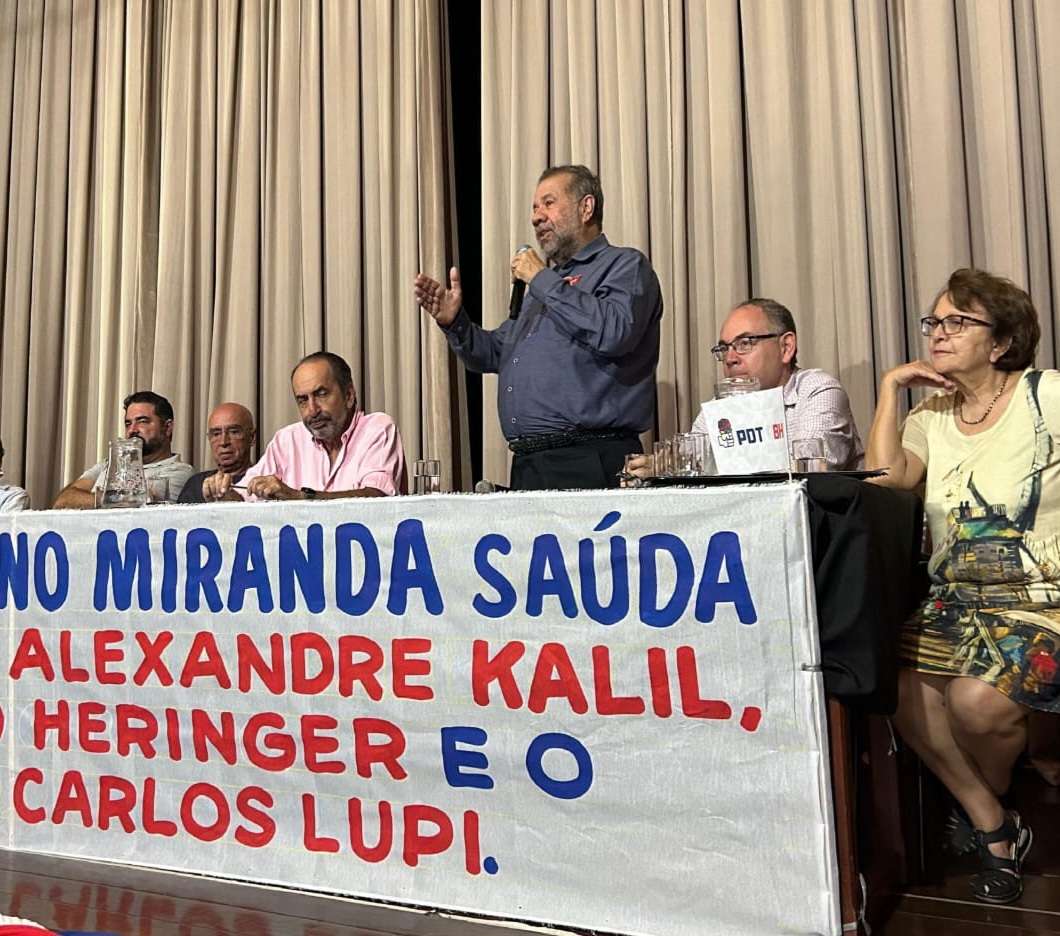 NO MIRANDA SAÚDA
ALEXANDRE KALIL,
HERINGER E O
CARLOS LUPI.
PDT BH